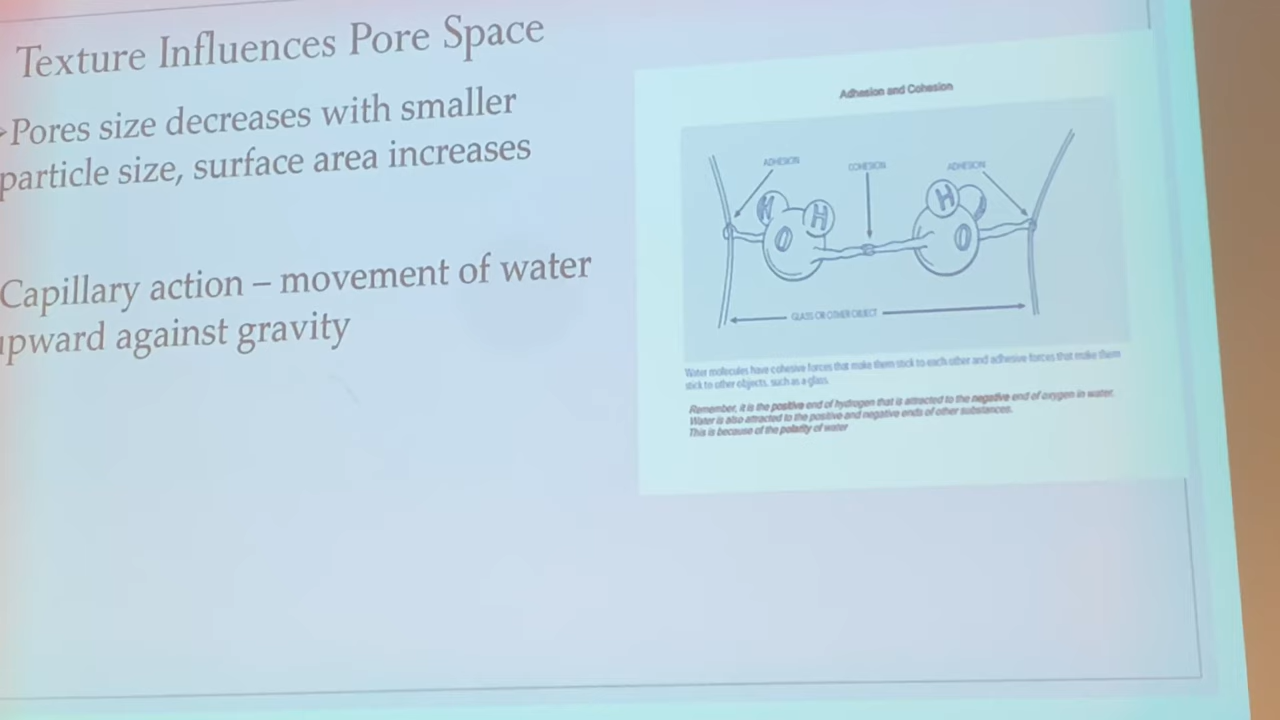 Texture Influences Pore Space
Pores size decreases with smaller
particle size, surface area increases
Capillary action – movement of water
upward against gravity
Adhesion and Cohesion
ADHESION
COHESION
ADHESION
H H
O
H
O
GLASS OR OTHER OBJECT
Water molecules have cohesive forces that make them stick to each other and adhesive forces that make them
stick to other objects, such as a glass.
Remember, it is the positive end of hydrogen that is attracted to the negative end of oxygen in water.
Water is also attracted to the positive and negative ends of other substances.
This is because of the polarity of water